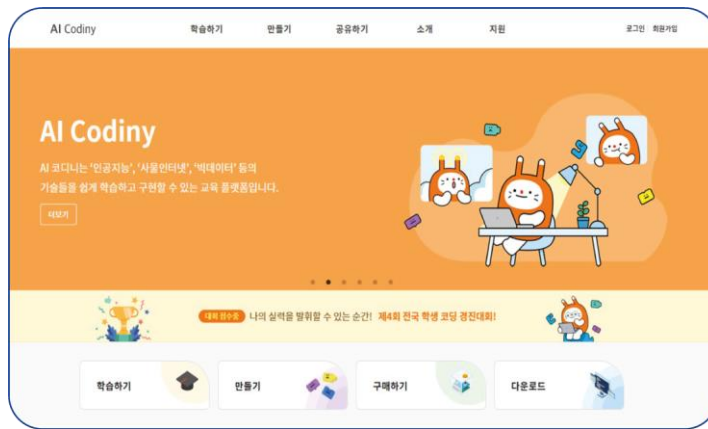 AI Codiny
학습하기
만들기
공유하기
소개
지원
로그인 회원가입
AI Codiny
AI 코디니는 '인공지능', '사물인터넷', '빅데이터' 등의
기술들을 쉽게 학습하고 구현할 수 있는 교육 플랫폼입니다.
더보기
대회 접수중 나의 실력을 발휘할 수 있는 순간! 제4회 전국 학생 코딩 경진대회!
학습하기
만들기
구매하기
다운로드